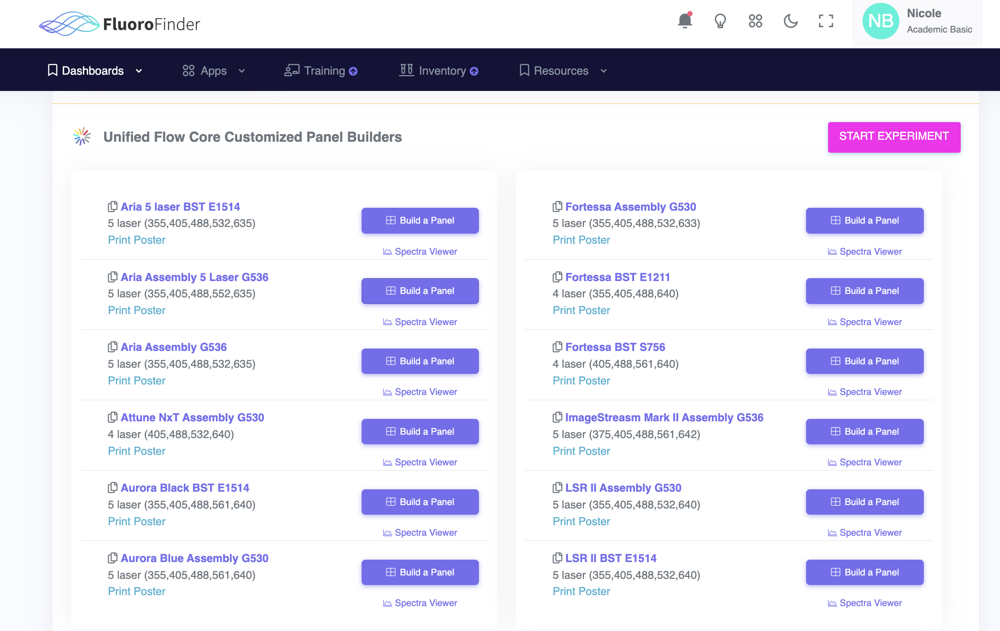 FluoroFinder
NB
Nicole
Academic Basic
Dashboards
Apps
Training
Inventory
Resources
Unified Flow Core Customized Panel Builders
START EXPERIMENT
Aria 5 laser BST E1514
5 laser (355,405,488,532,635)
Print Poster
Build a Panel
Spectra Viewer
Aria Assembly 5 Laser G536
5 laser (355,405,488,552,635)
Print Poster
Build a Panel
Spectra Viewer
Aria Assembly G536
5 laser (355,405,488,532,635)
Print Poster
Build a Panel
Spectra Viewer
Attune NxT Assembly G530
4 laser (405,488,532,640)
Print Poster
Build a Panel
Spectra Viewer
Aurora Black BST E1514
5 laser (355,405,488,561,640)
Print Poster
Build a Panel
Spectra Viewer
Aurora Blue Assembly G530
5 laser (355,405,488,561,640)
Print Poster
Build a Panel
Spectra Viewer
Fortessa Assembly G530
5 laser (355,405,488,532,633)
Print Poster
Build a Panel
Spectra Viewer
Fortessa BST E1211
4 laser (355,405,488,640)
Print Poster
Build a Panel
Spectra Viewer
Fortessa BST S756
4 laser (405,488,561,640)
Print Poster
Build a Panel
Spectra Viewer
ImageStreasm Mark II Assembly G536
5 laser (375,405,488,561,642)
Print Poster
Build a Panel
Spectra Viewer
LSR II Assembly G530
5 laser (355,405,488,532,640)
Print Poster
Build a Panel
Spectra Viewer
LSR II BST E1514
5 laser (355,405,488,532,640)
Print Poster
Build a Panel
Spectra Viewer